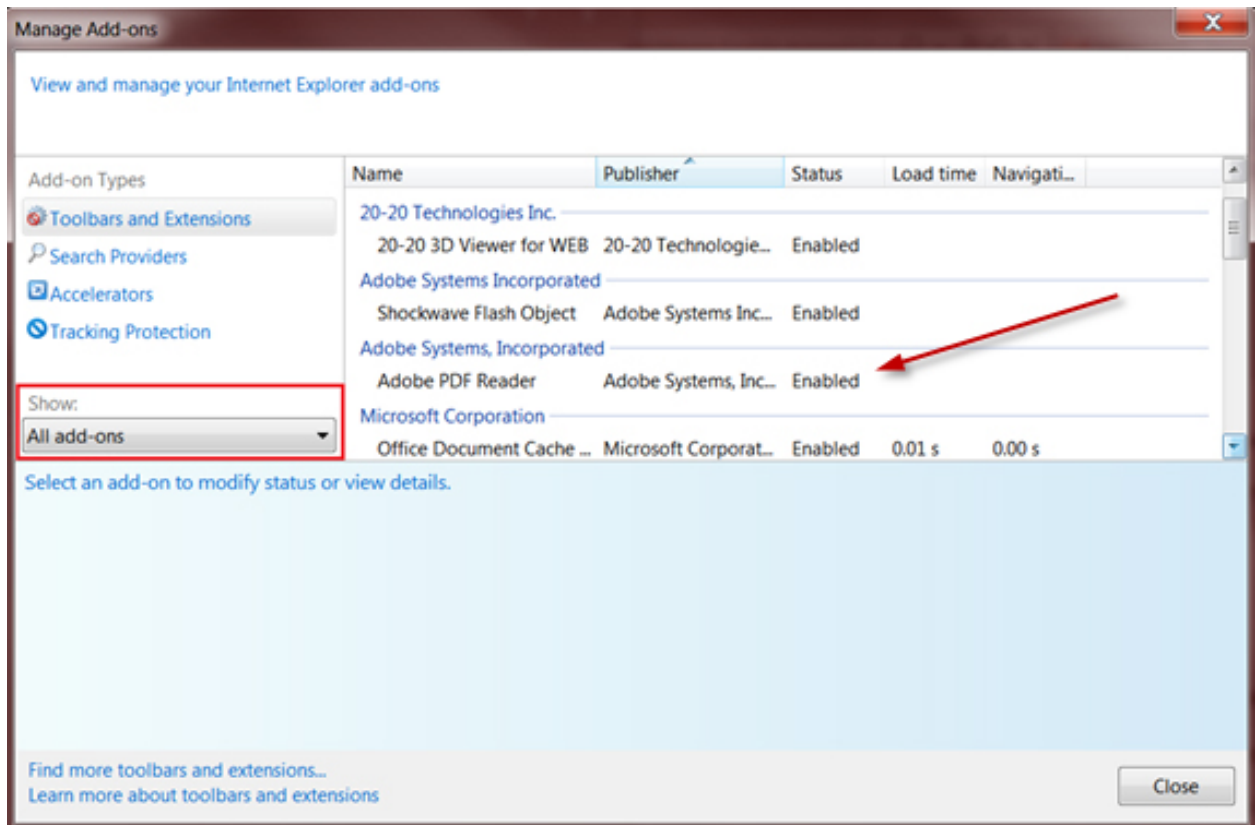 Manage Add-ons
View and manage your Internet Explorer add-ons
Add-on Types
Toolbars and Extensions
Search Providers
Accelerators
Tracking Protection
Show:
All add-ons
Name Publisher Status Load time Navigati...
20-20 Technologies Inc.
20-20 3D Viewer for WEB 20-20 Technologie... Enabled
Adobe Systems Incorporated
Shockwave Flash Object Adobe Systems Inc... Enabled
Adobe Systems, Incorporated
Adobe PDF Reader Adobe Systems, Inc... Enabled
Microsoft Corporation
Office Document Cache ... Microsoft Corporat... Enabled 0.01 s 0.00 s
Select an add-on to modify status or view details.
Find more toolbars and extensions...
Learn more about toolbars and extensions
Close